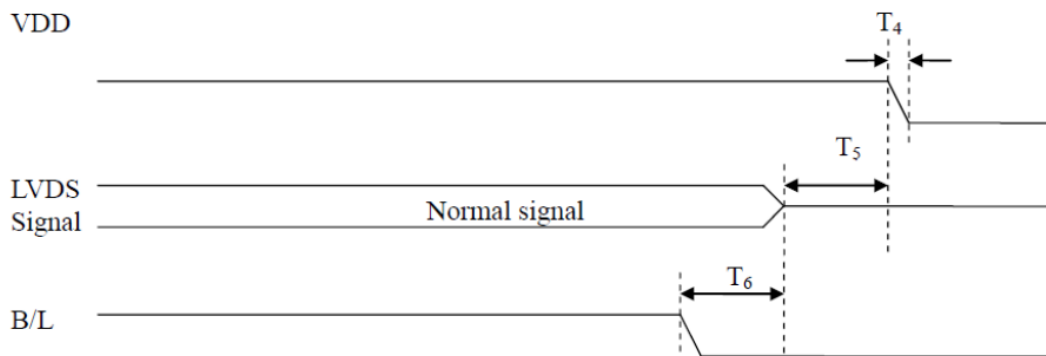 VDD
T₄
T₅
LVDS
Signal
Normal signal
T₆
B/L